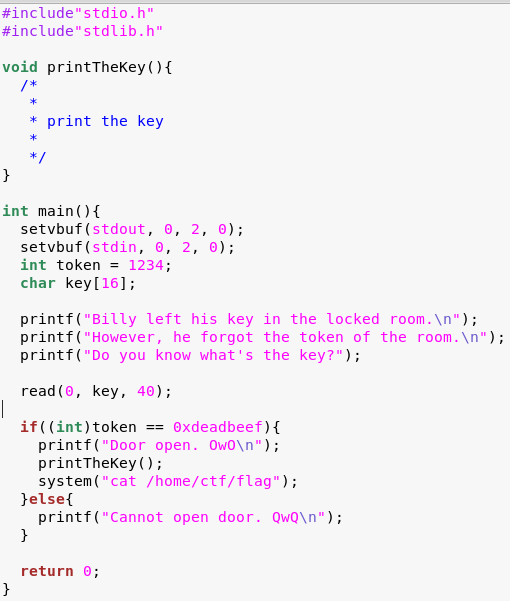 #include"stdio.h"
#include"stdlib.h"

void printTheKey(){
  /*
   *
   * print the key
   *
   */
}

int main(){
  setvbuf(stdout, 0, 2, 0);
  setvbuf(stdin, 0, 2, 0);
  int token = 1234;
  char key[16];

  printf("Billy left his key in the locked room.\n");
  printf("However, he forgot the token of the room.\n");
  printf("Do you know what's the key?");

  read(0, key, 40);

  if((int)token == 0xdeadbeef){
    printf("Door open. OwO\n");
    printTheKey();
    system("cat /home/ctf/flag");
  }else{
    printf("Cannot open door. QwQ\n");
  }

  return 0;
}